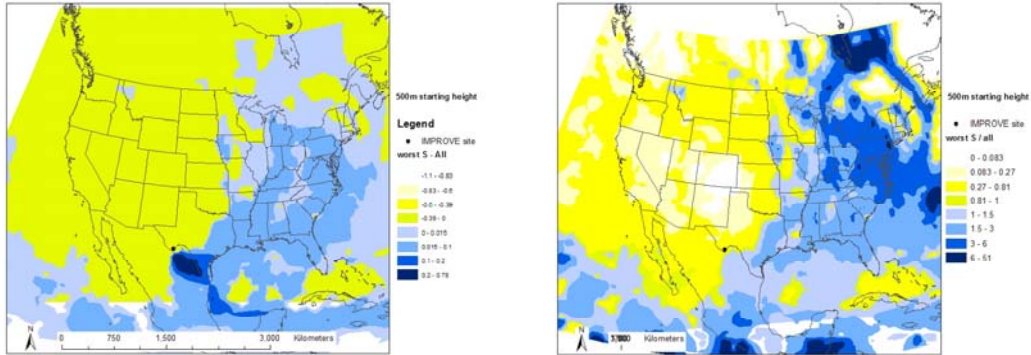 500m starting height
Legend
IMPROVE site
worst S - All
-1.1 - -0.83
-0.83 - -0.6
-0.6 - -0.39
-0.39 - 0
0 - 0.015
0.015 - 0.1
0.1 - 0.2
0.2 - 0.78
N
0 750 1,500 3,000 Kilometers
500m starting height
IMPROVE site
worst S / all
0 - 0.083
0.083 - 0.27
0.27 - 0.81
0.81 - 1
1 - 1.5
1.5 - 3
3 - 6
6 - 51
N
Kilometers